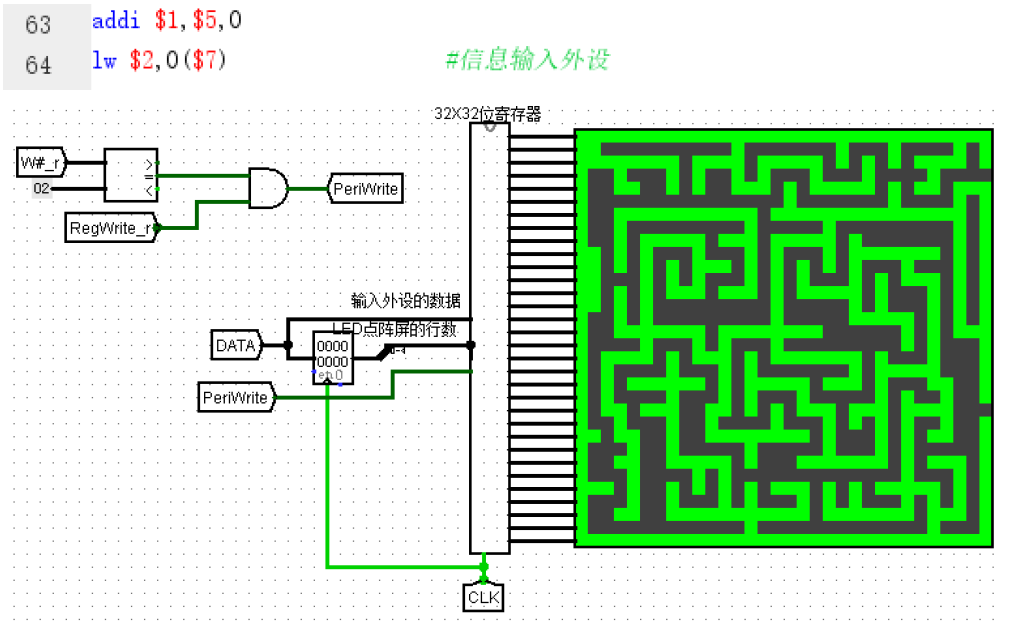 63 addi $1,$5,0
64 lw $2,0($7) #信息输入外设
32X32位寄存器
W#_r
>
=
<
02
PeriWrite
RegWrite_r
输入外设的数据
LED点阵屏的行数
DATA
0000
0000
en0
0-4
PeriWrite
CLK